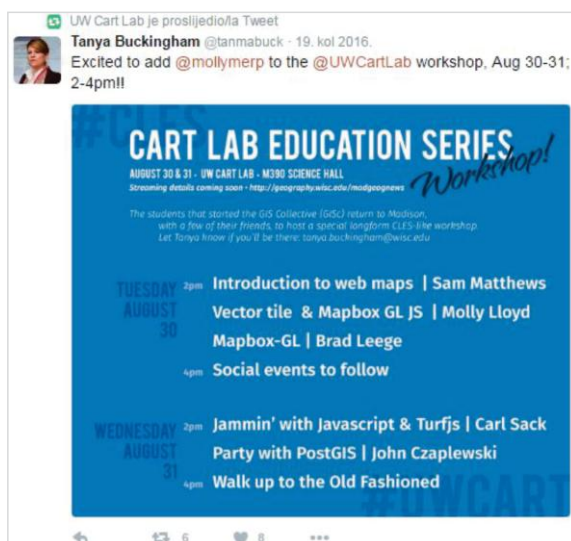 UW Cart Lab je proslijedio/la Tweet
Tanya Buckingham @tanmabuck · 19. kol 2016.
Excited to add @mollymerp to the @UWCartLab workshop, Aug 30-31;
2-4pm!!
#CLES
CART LAB EDUCATION SERIES
Workshop!
AUGUST 30 & 31 - UW CART LAB - M390 SCIENCE HALL
Streaming details coming soon - http://geography.wisc.edu/madgeognews
The students that started the GIS Collective (GISc) return to Madison,
with a few of their friends, to host a special longform CLES-like workshop.
Let Tanya know if you'll be there: tanya.buckingham@wisc.edu
TUESDAY
AUGUST
30
2pm Introduction to web maps | Sam Matthews
Vector tile & Mapbox GL JS | Molly Lloyd
Mapbox-GL | Brad Leege
4pm Social events to follow
WEDNESDAY
AUGUST
31
2pm Jammin' with Javascript & Turfjs | Carl Sack
Party with PostGIS | John Czaplewski
4pm Walk up to the Old Fashioned
#UWCART
6 8